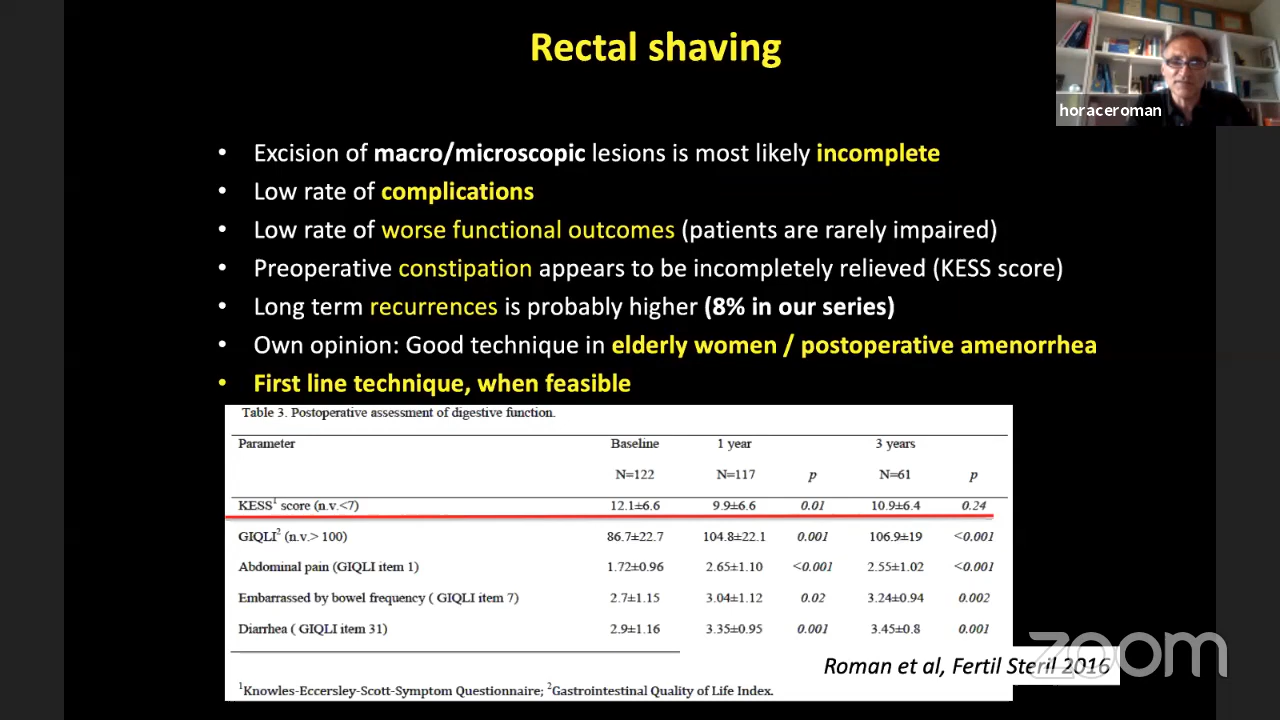 Rectal shaving
horaceroman
• Excision of macro/microscopic lesions is most likely incomplete
• Low rate of complications
• Low rate of worse functional outcomes (patients are rarely impaired)
• Preoperative constipation appears to be incompletely relieved (KESS score)
• Long term recurrences is probably higher (8% in our series)
• Own opinion: Good technique in elderly women / postoperative amenorrhea
• First line technique, when feasible
Table 3. Postoperative assessment of digestive function.
Parameter Baseline 1 year 3 years
N=122 N=117 p N=61 p
KESS¹ score (n.v.<7) 12.1±6.6 9.9±6.6 0.01 10.9±6.4 0.24
GIQLI² (n.v.> 100) 86.7±22.7 104.8±22.1 0.001 106.9±19 <0.001
Abdominal pain (GIQLI item 1) 1.72±0.96 2.65±1.10 <0.001 2.55±1.02 <0.001
Embarrassed by bowel frequency ( GIQLI item 7) 2.7±1.15 3.04±1.12 0.02 3.24±0.94 0.002
Diarrhea ( GIQLI item 31) 2.9±1.16 3.35±0.95 0.001 3.45±0.8 0.001
Roman et al, Fertil Steril 2016
zoom
¹Knowles-Eccersley-Scott-Symptom Questionnaire; ²Gastrointestinal Quality of Life Index.